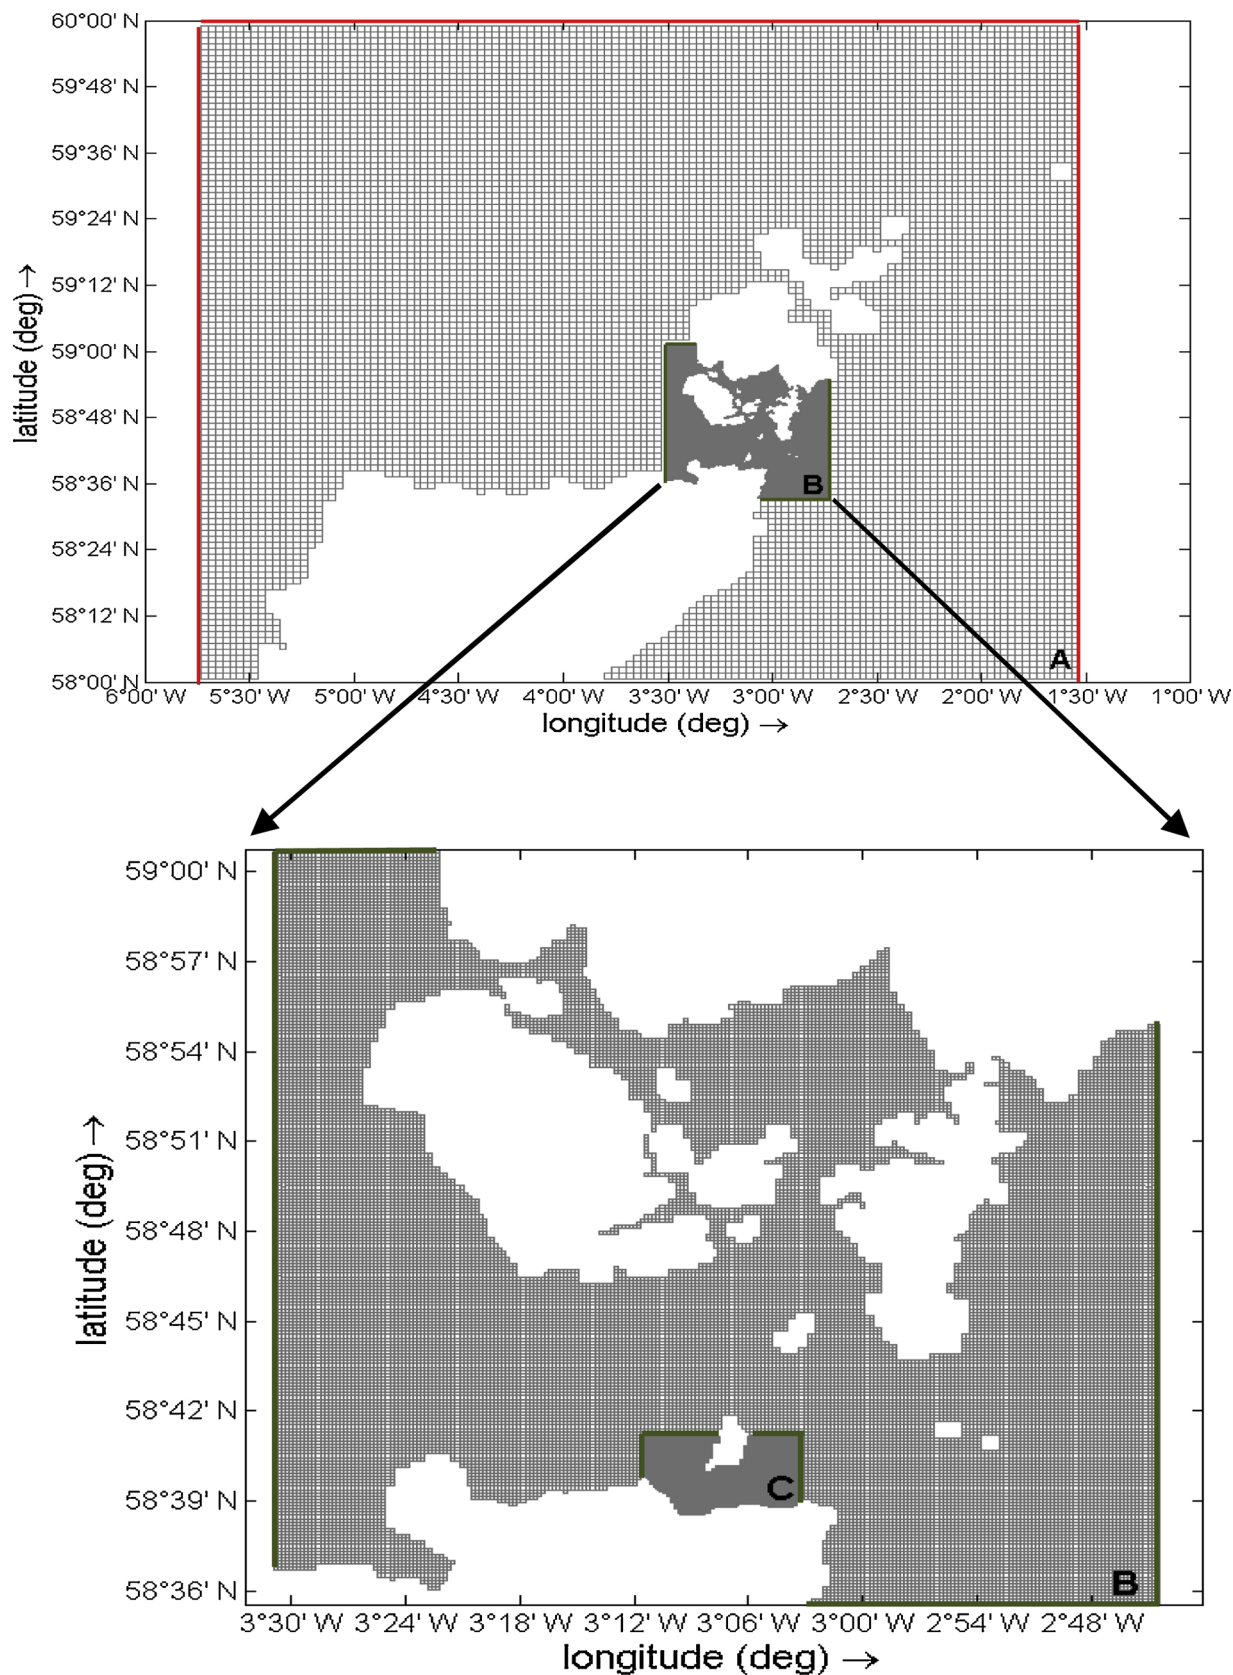 60°00' N
59°48' N
59°36' N
59°24' N
59°12' N
59°00' N
58°48' N
58°36' N
58°24' N
58°12' N
58°00' N
latitude (deg) →
B
A
6°00' W 5°30' W 5°00' W 4°30' W 4°00' W 3°30' W 3°00' W 2°30' W 2°00' W 1°30' W 1°00' W
longitude (deg) →
59°00' N
58°57' N
58°54' N
58°51' N
58°48' N
58°45' N
58°42' N
58°39' N
58°36' N
latitude (deg) →
C
B
3°30' W 3°24' W 3°18' W 3°12' W 3°06' W 3°00' W 2°54' W 2°48' W
longitude (deg) →